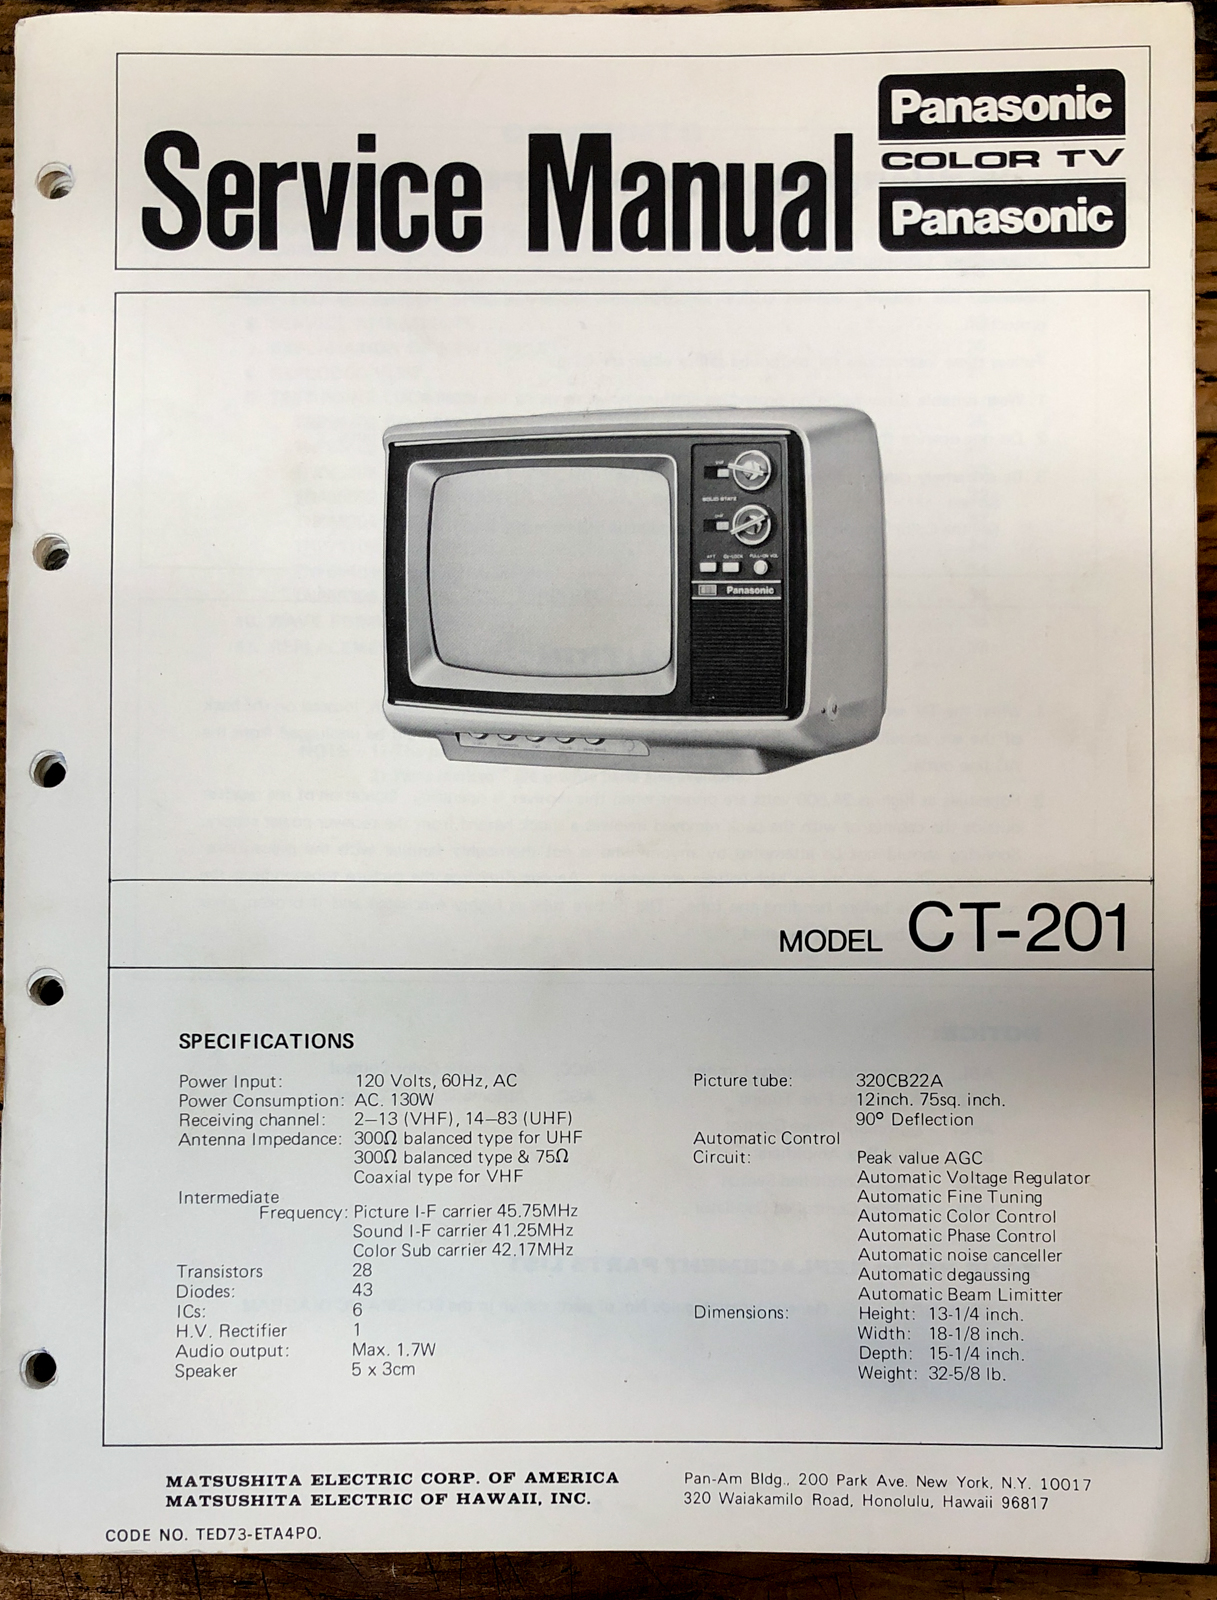 Service Manual
Panasonic
COLOR TV
Panasonic
SOLID STATE
Panasonic
MODEL CT-201
SPECIFICATIONS
Power Input: 120 Volts, 60Hz, AC
Power Consumption: AC. 130W
Receiving channel: 2–13 (VHF), 14–83 (UHF)
Antenna Impedance: 300Ω balanced type for UHF
300Ω balanced type & 75Ω
Coaxial type for VHF
Intermediate
Frequency: Picture I-F carrier 45.75MHz
Sound I-F carrier 41.25MHz
Color Sub carrier 42.17MHz
Transistors 28
Diodes: 43
ICs: 6
H.V. Rectifier 1
Audio output: Max. 1.7W
Speaker 5 x 3cm
Picture tube: 320CB22A
12inch. 75sq. inch.
90° Deflection
Automatic Control
Circuit: Peak value AGC
Automatic Voltage Regulator
Automatic Fine Tuning
Automatic Color Control
Automatic Phase Control
Automatic noise canceller
Automatic degaussing
Automatic Beam Limitter
Dimensions: Height: 13-1/4 inch.
Width: 18-1/8 inch.
Depth: 15-1/4 inch.
Weight: 32-5/8 lb.
MATSUSHITA ELECTRIC CORP. OF AMERICA
MATSUSHITA ELECTRIC OF HAWAII, INC.
Pan-Am Bldg., 200 Park Ave. New York, N.Y. 10017
320 Waiakamilo Road, Honolulu, Hawaii 96817
CODE NO. TED73-ETA4PO.